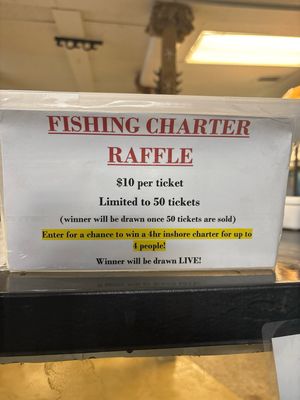 FISHING CHARTER
RAFFLE
$10 per ticket
Limited to 50 tickets
(winner will be drawn once 50 tickets are sold)
Enter for a chance to win a 4hr inshore charter for up to
4 people!
Winner will be drawn LIVE!